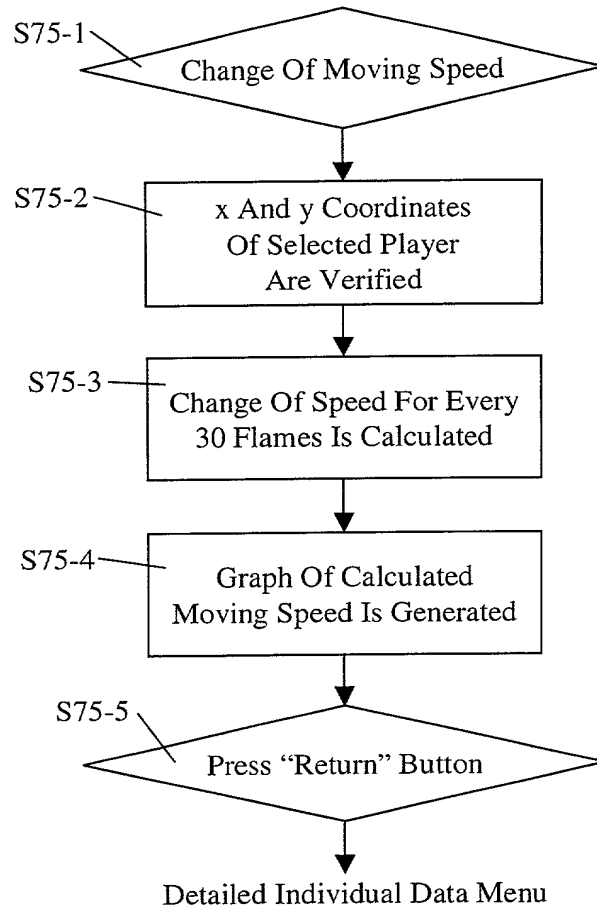 S75-1
Change Of Moving Speed
S75-2
x And y Coordinates
Of Selected Player
Are Verified
S75-3
Change Of Speed For Every
30 Flames Is Calculated
S75-4
Graph Of Calculated
Moving Speed Is Generated
S75-5
Press “Return” Button
Detailed Individual Data Menu